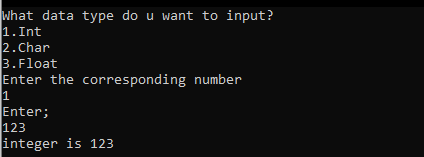 What data type do u want to input?
1.Int
2.Char
3.Float
Enter the corresponding number
1
Enter;
123
integer is 123